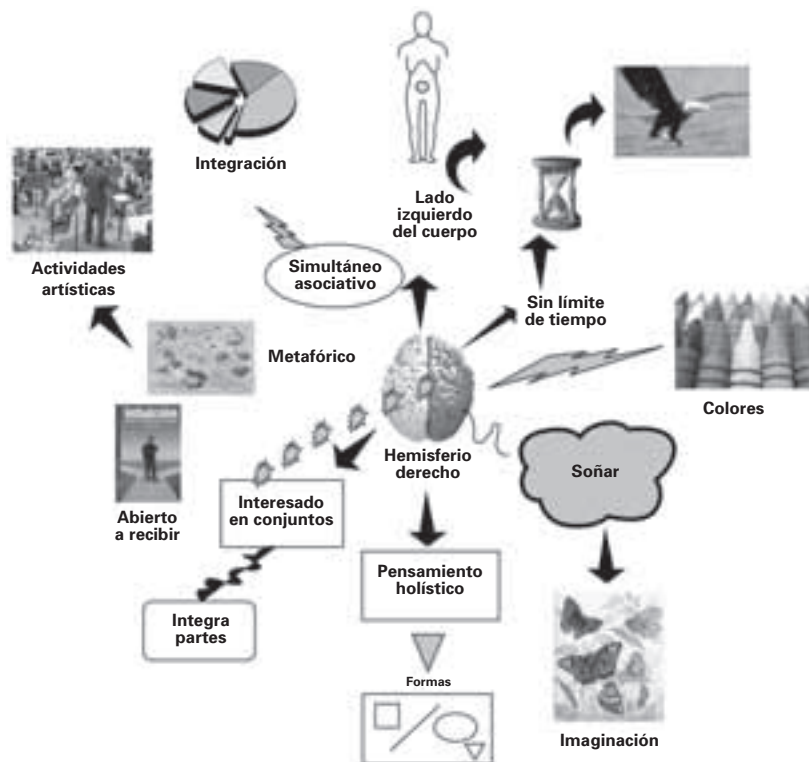 Integración
Lado
izquierdo
del cuerpo
Actividades
artísticas
Simultáneo
asociativo
Sin límite
de tiempo
Metafórico
Colores
Hemisferio
derecho
Soñar
Abierto
a recibir
Interesado
en conjuntos
Pensamiento
holístico
Integra
partes
Formas
Imaginación